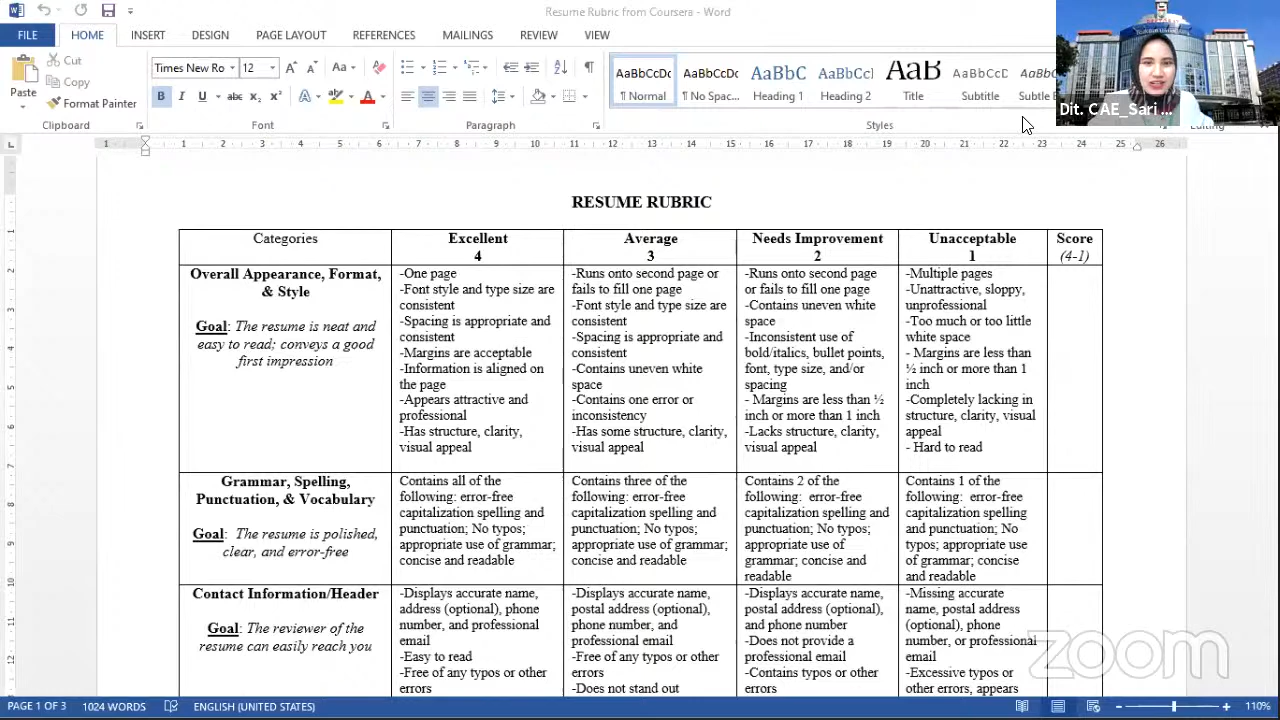 Resume Rubric from Coursera - Word
FILE
HOME
INSERT
DESIGN
PAGE LAYOUT
REFERENCES
MAILINGS
REVIEW
VIEW
Paste
Cut
Copy
Format Painter
Clipboard
Times New Ro
12
Font
Paragraph
AaBbCcDc
¶ Normal
AaBbCcDc
¶ No Spac...
AaBbC
Heading 1
AaBbCc
Heading 2
AaB
Title
AaBbCcC
Subtitle
AaBb
Subtle E
Styles
Editing
Dit. CAE_Sari ...
RESUME RUBRIC
Categories
Excellent
4
Average
3
Needs Improvement
2
Unacceptable
1
Score
(4-1)
Overall Appearance, Format,
& Style
Goal: The resume is neat and
easy to read; conveys a good
first impression
-One page
-Font style and type size are
consistent
-Spacing is appropriate and
consistent
-Margins are acceptable
-Information is aligned on
the page
-Appears attractive and
professional
-Has structure, clarity,
visual appeal
-Runs onto second page or
fails to fill one page
-Font style and type size are
consistent
-Spacing is appropriate and
consistent
-Contains uneven white
space
-Contains one error or
inconsistency
-Has some structure, clarity,
visual appeal
-Runs onto second page
or fails to fill one page
-Contains uneven white
space
-Inconsistent use of
bold/italics, bullet points,
font, type size, and/or
spacing
- Margins are less than ½
inch or more than 1 inch
-Lacks structure, clarity,
visual appeal
-Multiple pages
-Unattractive, sloppy,
unprofessional
-Too much or too little
white space
- Margins are less than
½ inch or more than 1
inch
-Completely lacking in
structure, clarity, visual
appeal
- Hard to read
Grammar, Spelling,
Punctuation, & Vocabulary
Goal: The resume is polished,
clear, and error-free
Contains all of the
following: error-free
capitalization spelling and
punctuation; No typos;
appropriate use of grammar;
concise and readable
Contains three of the
following: error-free
capitalization spelling and
punctuation; No typos;
appropriate use of grammar;
concise and readable
Contains 2 of the
following: error-free
capitalization spelling and
punctuation; No typos;
appropriate use of
grammar; concise and
readable
Contains 1 of the
following: error-free
capitalization spelling
and punctuation; No
typos; appropriate use
of grammar; concise
and readable
Contact Information/Header
Goal: The reviewer of the
resume can easily reach you
-Displays accurate name,
address (optional), phone
number, and professional
email
-Easy to read
-Free of any typos or other
errors
-Displays accurate name,
postal address (optional),
phone number, and
professional email
-Free of any typos or other
errors
-Does not stand out
-Displays accurate name,
postal address (optional),
and phone number
-Does not provide a
professional email
-Contains typos or other
errors
-Missing accurate
name, postal address
(optional), phone
number, or professional
email
-Excessive typos or
other errors, appears
zoom
PAGE 1 OF 3
1024 WORDS
ENGLISH (UNITED STATES)
110%